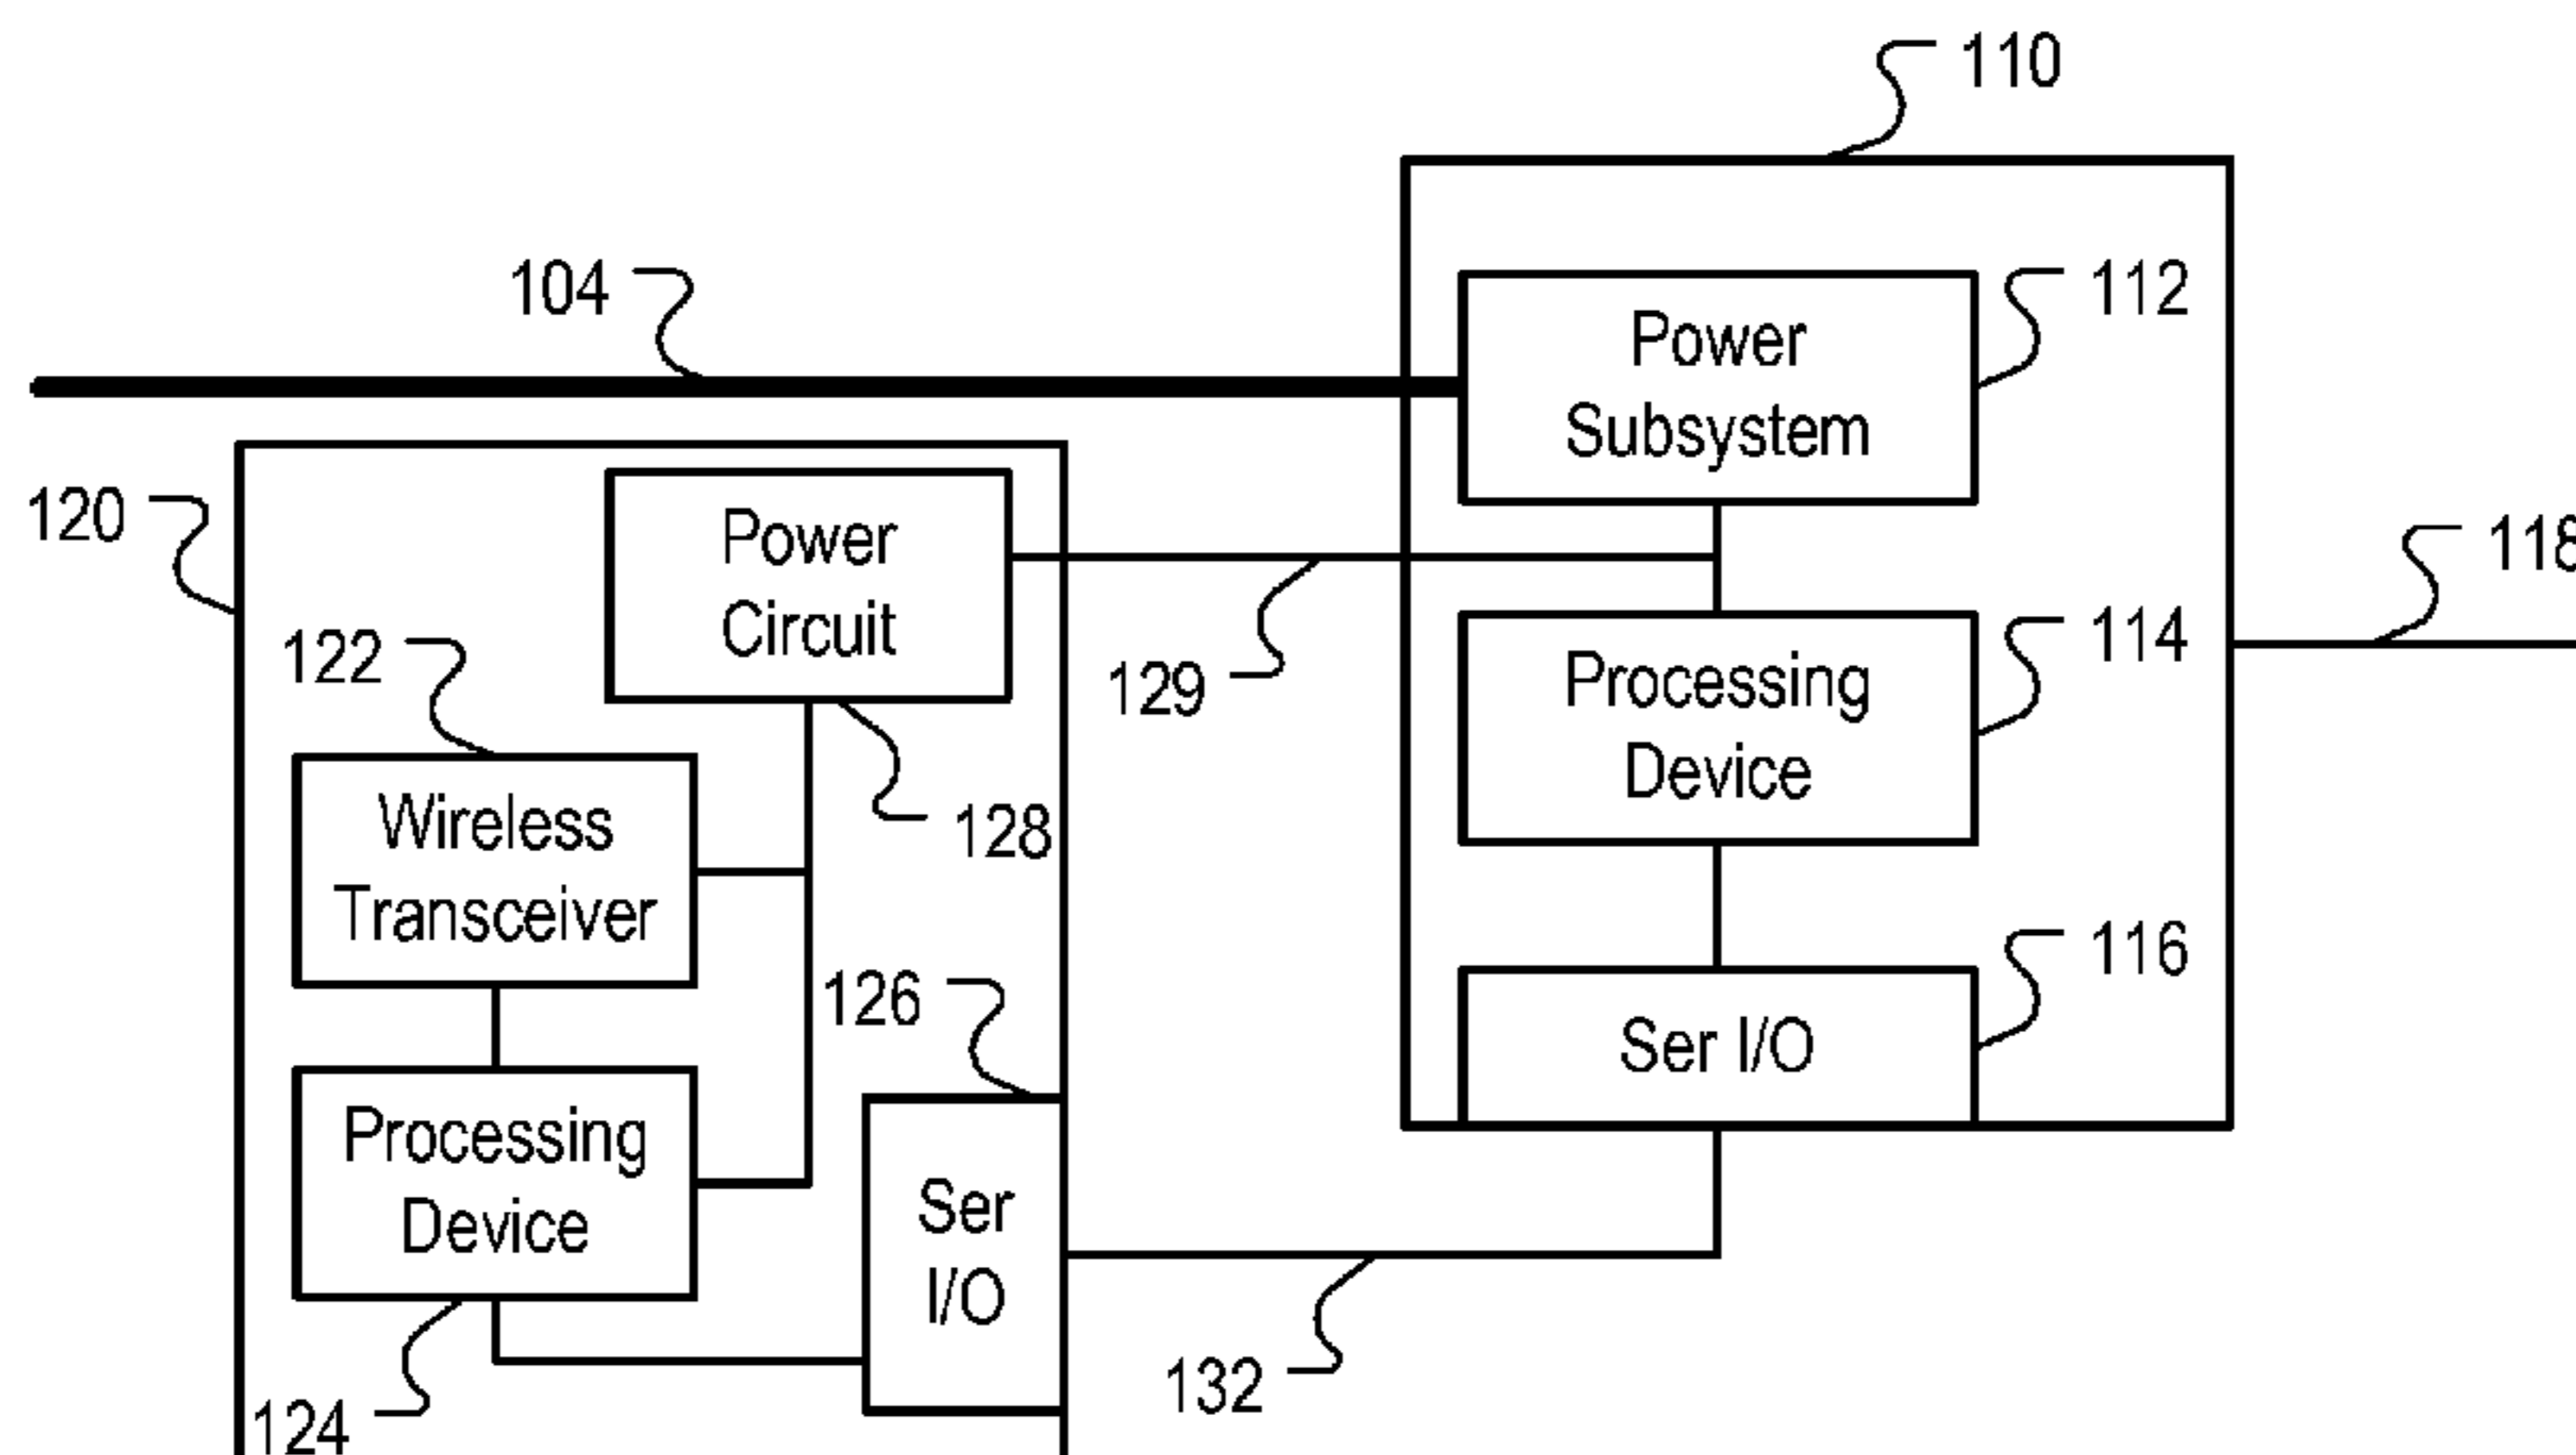 110
104
112
Power
Subsystem
120
Power
Circuit
118
122
129
114
Processing
Device
128
Wireless
Transceiver
126
116
Ser I/O
Processing
Device
Ser
I/O
132
124